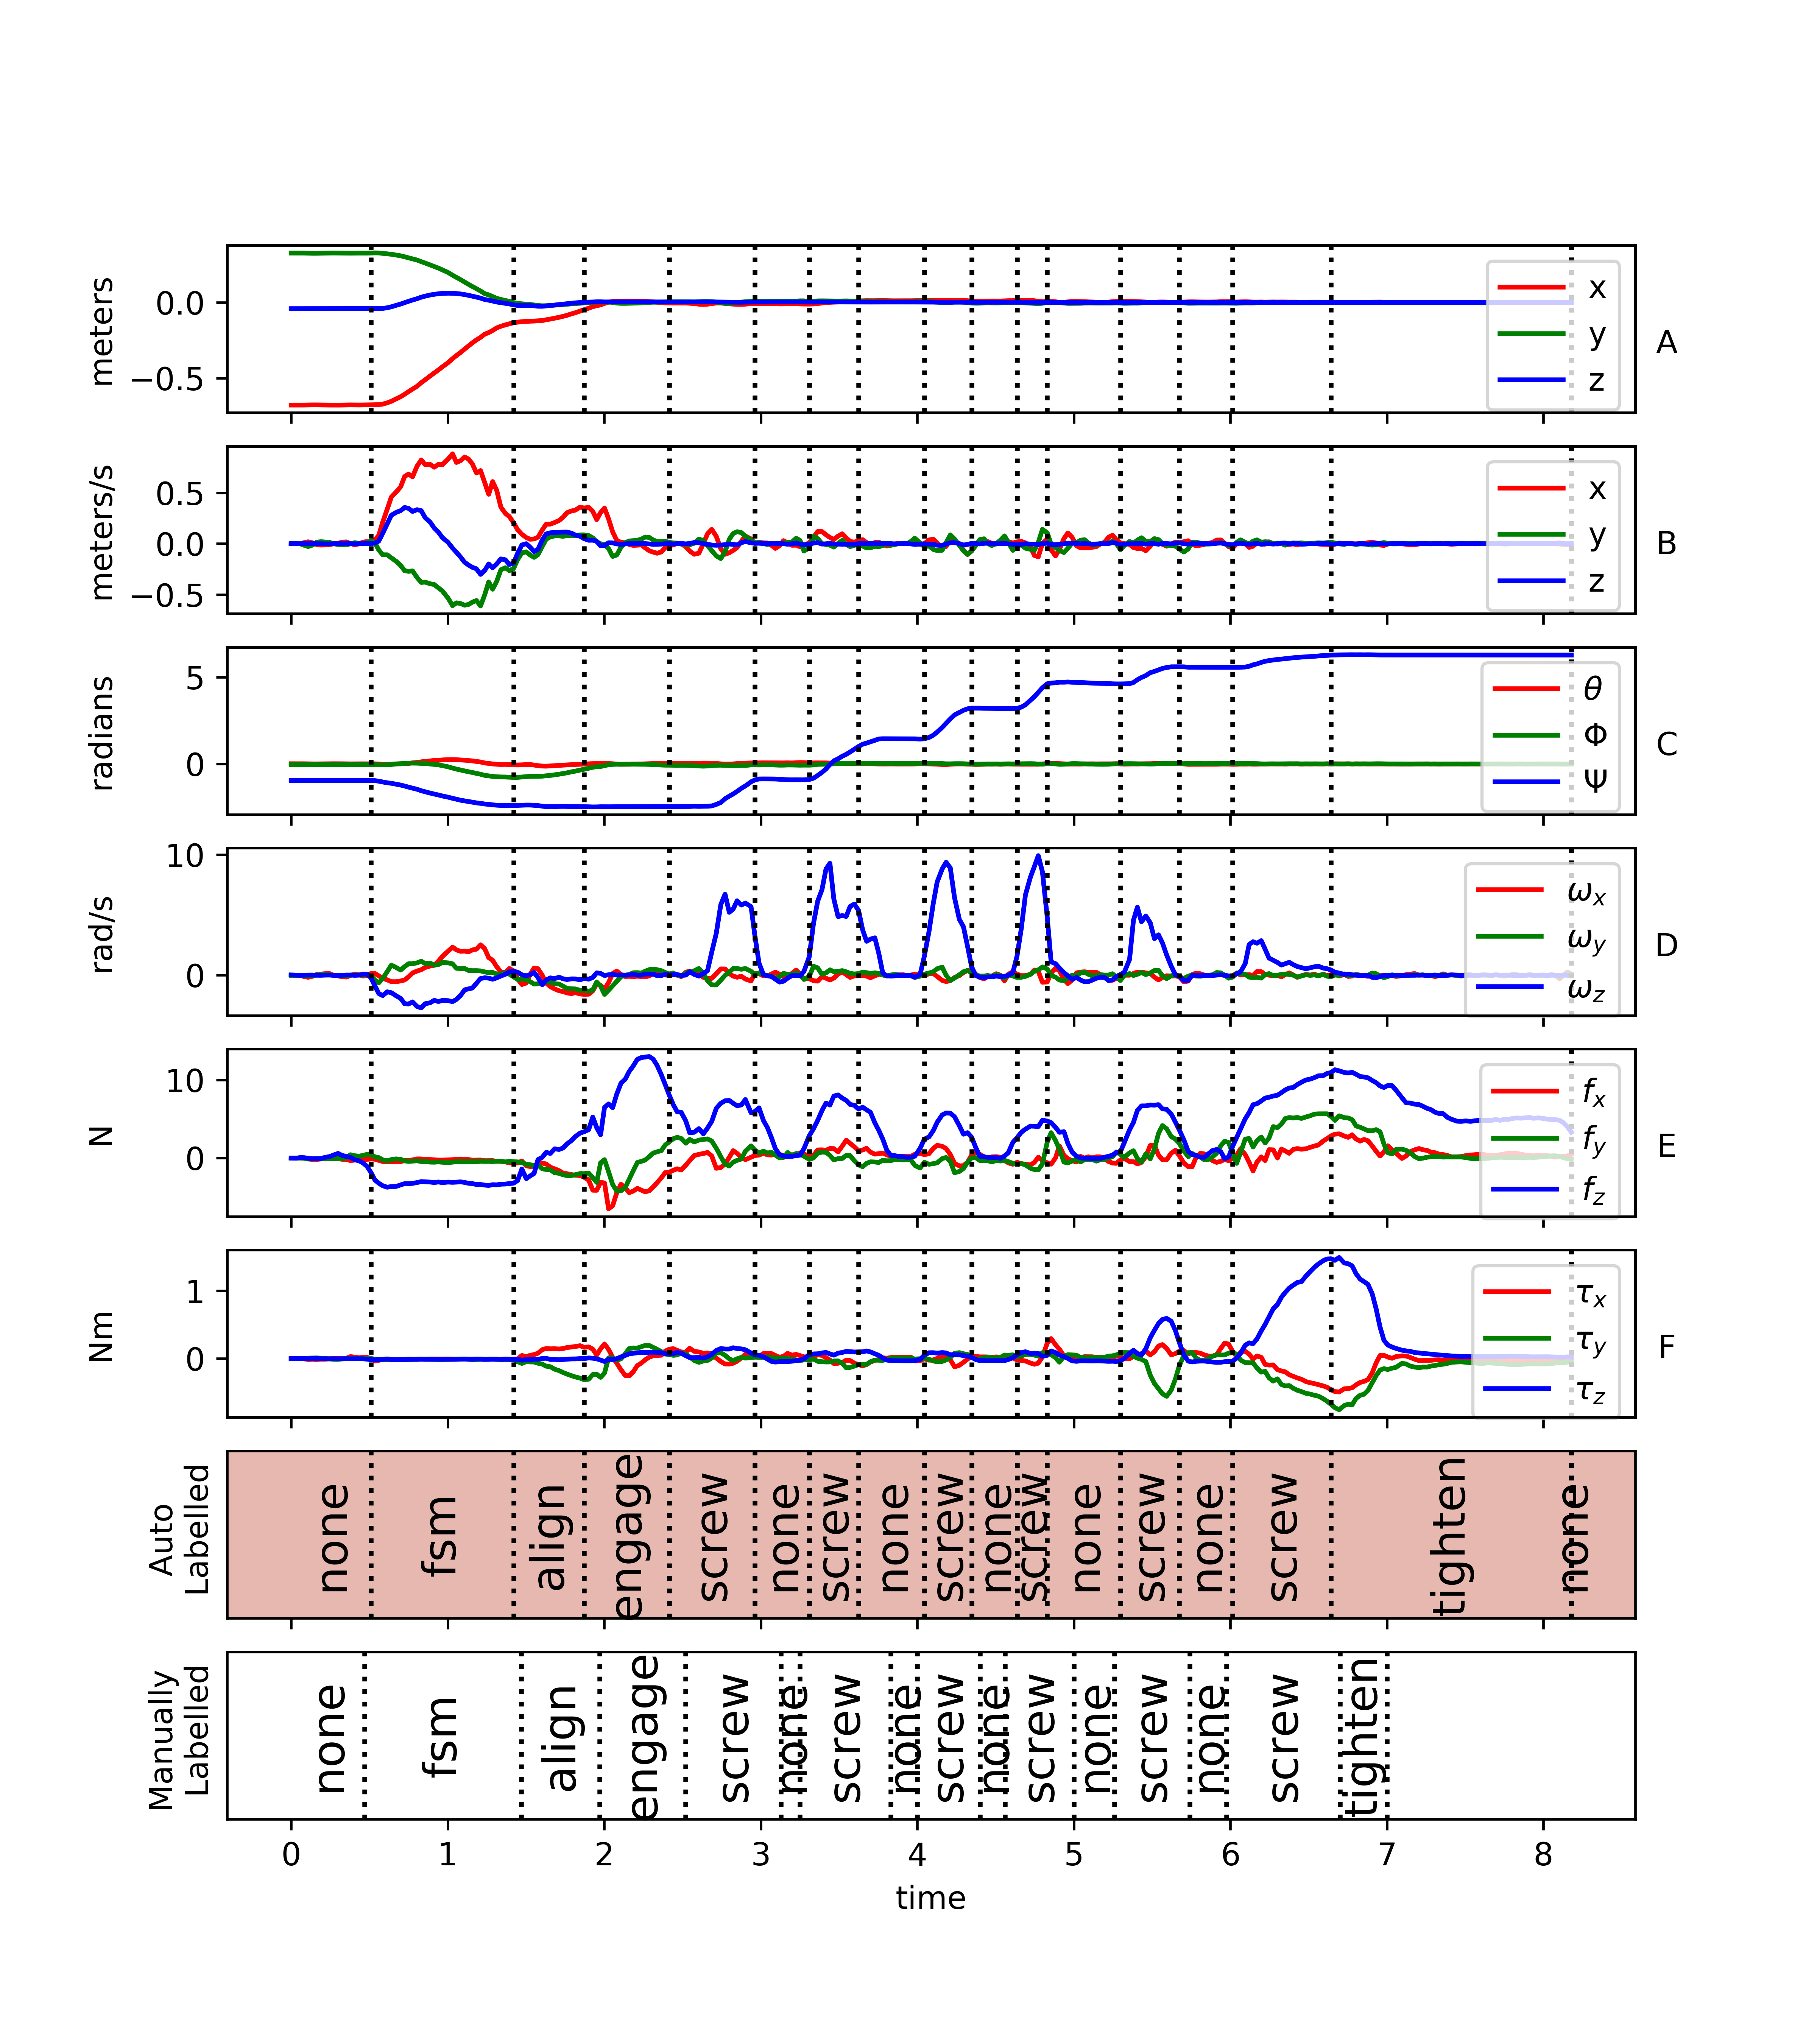 meters
0.0
−0.5
x
y
z
A
meters/s
0.5
0.0
−0.5
x
y
z
B
radians
5
0
θ
Φ
Ψ
C
rad/s
10
0
ωx
ωy
ωz
D
N
10
0
fx
fy
fz
E
Nm
1
0
τx
τy
τz
F
Auto
Labelled
none
fsm
align
engage
screw
none
screw
none
screw
none
screw
none
screw
none
screw
tighten
none
Manually
Labelled
none
fsm
align
engage
screw
none
screw
none
screw
none
screw
none
screw
none
screw
tighten
0 1 2 3 4 5 6 7 8
time